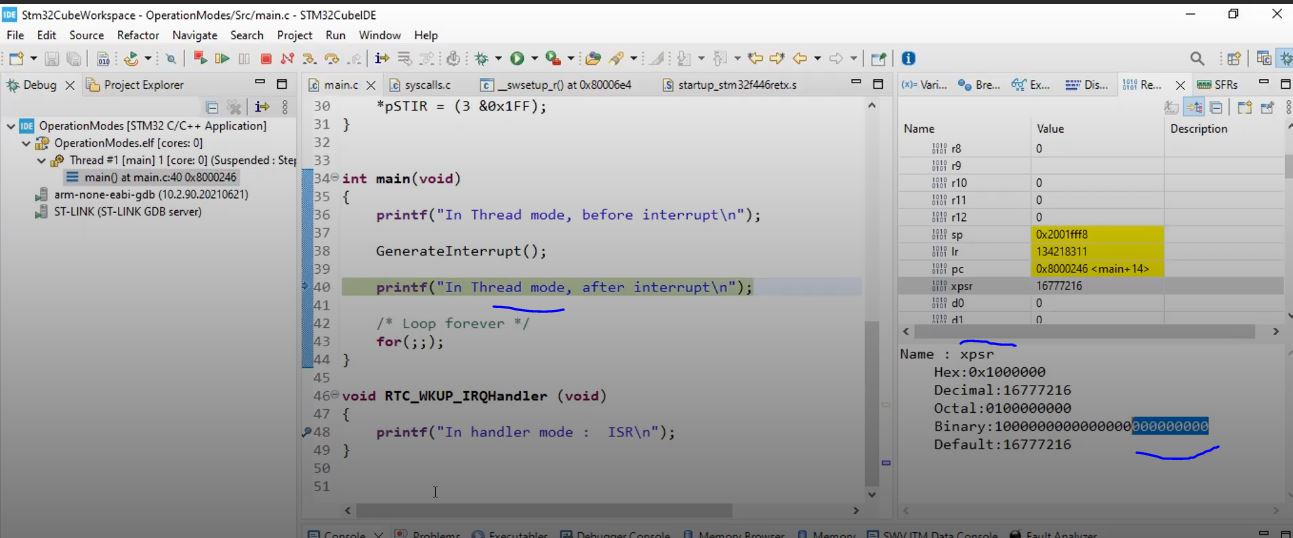 IDE Stm32CubeWorkspace - OperationModes/Src/main.c - STM32CubeIDE
File Edit Source Refactor Navigate Search Project Run Window Help
Debug Project Explorer
IDE OperationModes [STM32 C/C++ Application]
OperationModes.elf [cores: 0]
Thread #1 [main] 1 [core: 0] (Suspended : Step
main() at main.c:40 0x8000246
arm-none-eabi-gdb (10.2.90.20210621)
ST-LINK (ST-LINK GDB server)
main.c syscalls.c __swsetup_r() at 0x80006e4 startup_stm32f446retx.s
30 *pSTIR = (3 &0x1FF);
31 }
32
33
34 int main(void)
35 {
36 printf("In Thread mode, before interrupt\n");
37
38 GenerateInterrupt();
39
40 printf("In Thread mode, after interrupt\n");
41
42 /* Loop forever */
43 for(;;);
44 }
45
46 void RTC_WKUP_IRQHandler (void)
47 {
48 printf("In handler mode :  ISR\n");
49 }
50
51
(x)= Vari... Bre... Ex... Dis... Re... SFRs
Name Value Description
r8 0
r9
r10 0
r11 0
r12 0
sp 0x2001fff8
lr 134218311
pc 0x8000246 <main+14>
xpsr 16777216
d0 0
d1 0
Name : xpsr
Hex:0x1000000
Decimal:16777216
Octal:0100000000
Binary:1000000000000000000000000
Default:16777216
Console Problems Executables Debugger Console Memory Browser Memory SWV ITM Data Console Fault Analyzer